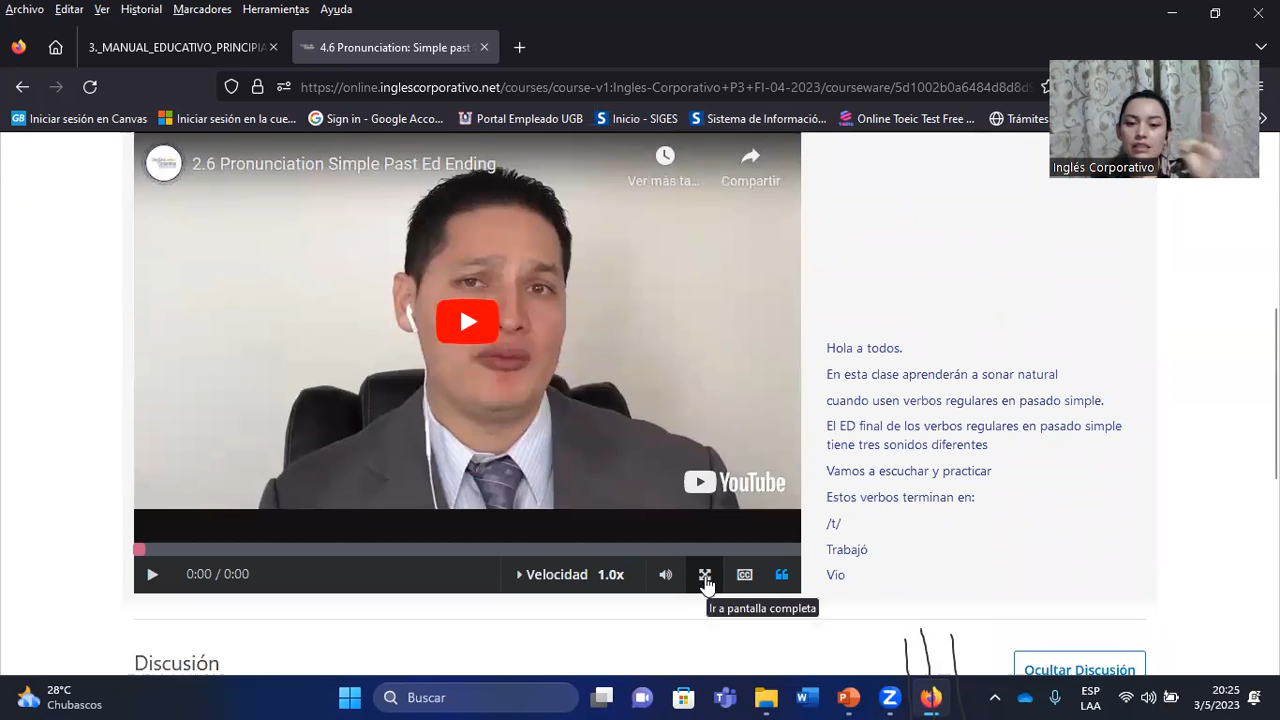 Archivo Editar Ver Historial Marcadores Herramientas Ayuda
3._MANUAL_EDUCATIVO_PRINCIPIA
4.6 Pronunciation: Simple past
https://online.inglescorporativo.net/courses/course-v1:Ingles-Corporativo+P3+FI-04-2023/courseware/5d1002b0a6484d8d8d
Iniciar sesión en Canvas
Iniciar sesión en la cue...
Sign in - Google Acco...
Portal Empleado UGB
Inicio - SIGES
Sistema de Informació...
Online Toeic Test Free ...
Trámites
Inglés Corporativo
2.6 Pronunciation Simple Past Ed Ending
Ver más ta...
Compartir
YouTube
Hola a todos.
En esta clase aprenderán a sonar natural
cuando usen verbos regulares en pasado simple.
El ED final de los verbos regulares en pasado simple
tiene tres sonidos diferentes
Vamos a escuchar y practicar
Estos verbos terminan en:
/t/
Trabajó
Vio
0:00 / 0:00
Velocidad 1.0x
CC
Ir a pantalla completa
Discusión
Ocultar Discusión
28°C
Chubascos
Buscar
ESP
LAA
20:25
3/5/2023